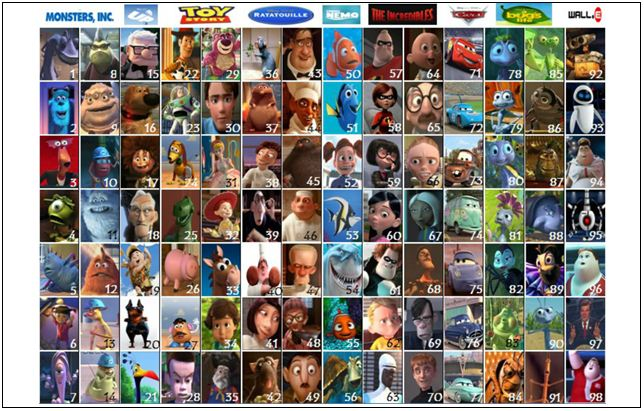 MONSTERS, INC. UP TOY STORY RATATOUILLE NEMO THE INCREDIBLES CARS a bug's life WALL·E
1 8 15 22 29 36 43 50 57 64 71 78 85 92
2 9 16 23 30 37 44 51 58 65 72 79 86 93
3 10 17 24 31 38 45 52 59 66 73 80 87 94
4 11 18 25 32 39 46 53 60 67 74 81 88 95
5 12 19 26 33 40 47 54 61 68 75 82 89 96
6 13 20 27 34 41 48 55 62 69 76 83 90 97
7 14 21 28 35 42 49 56 63 70 77 84 91 98